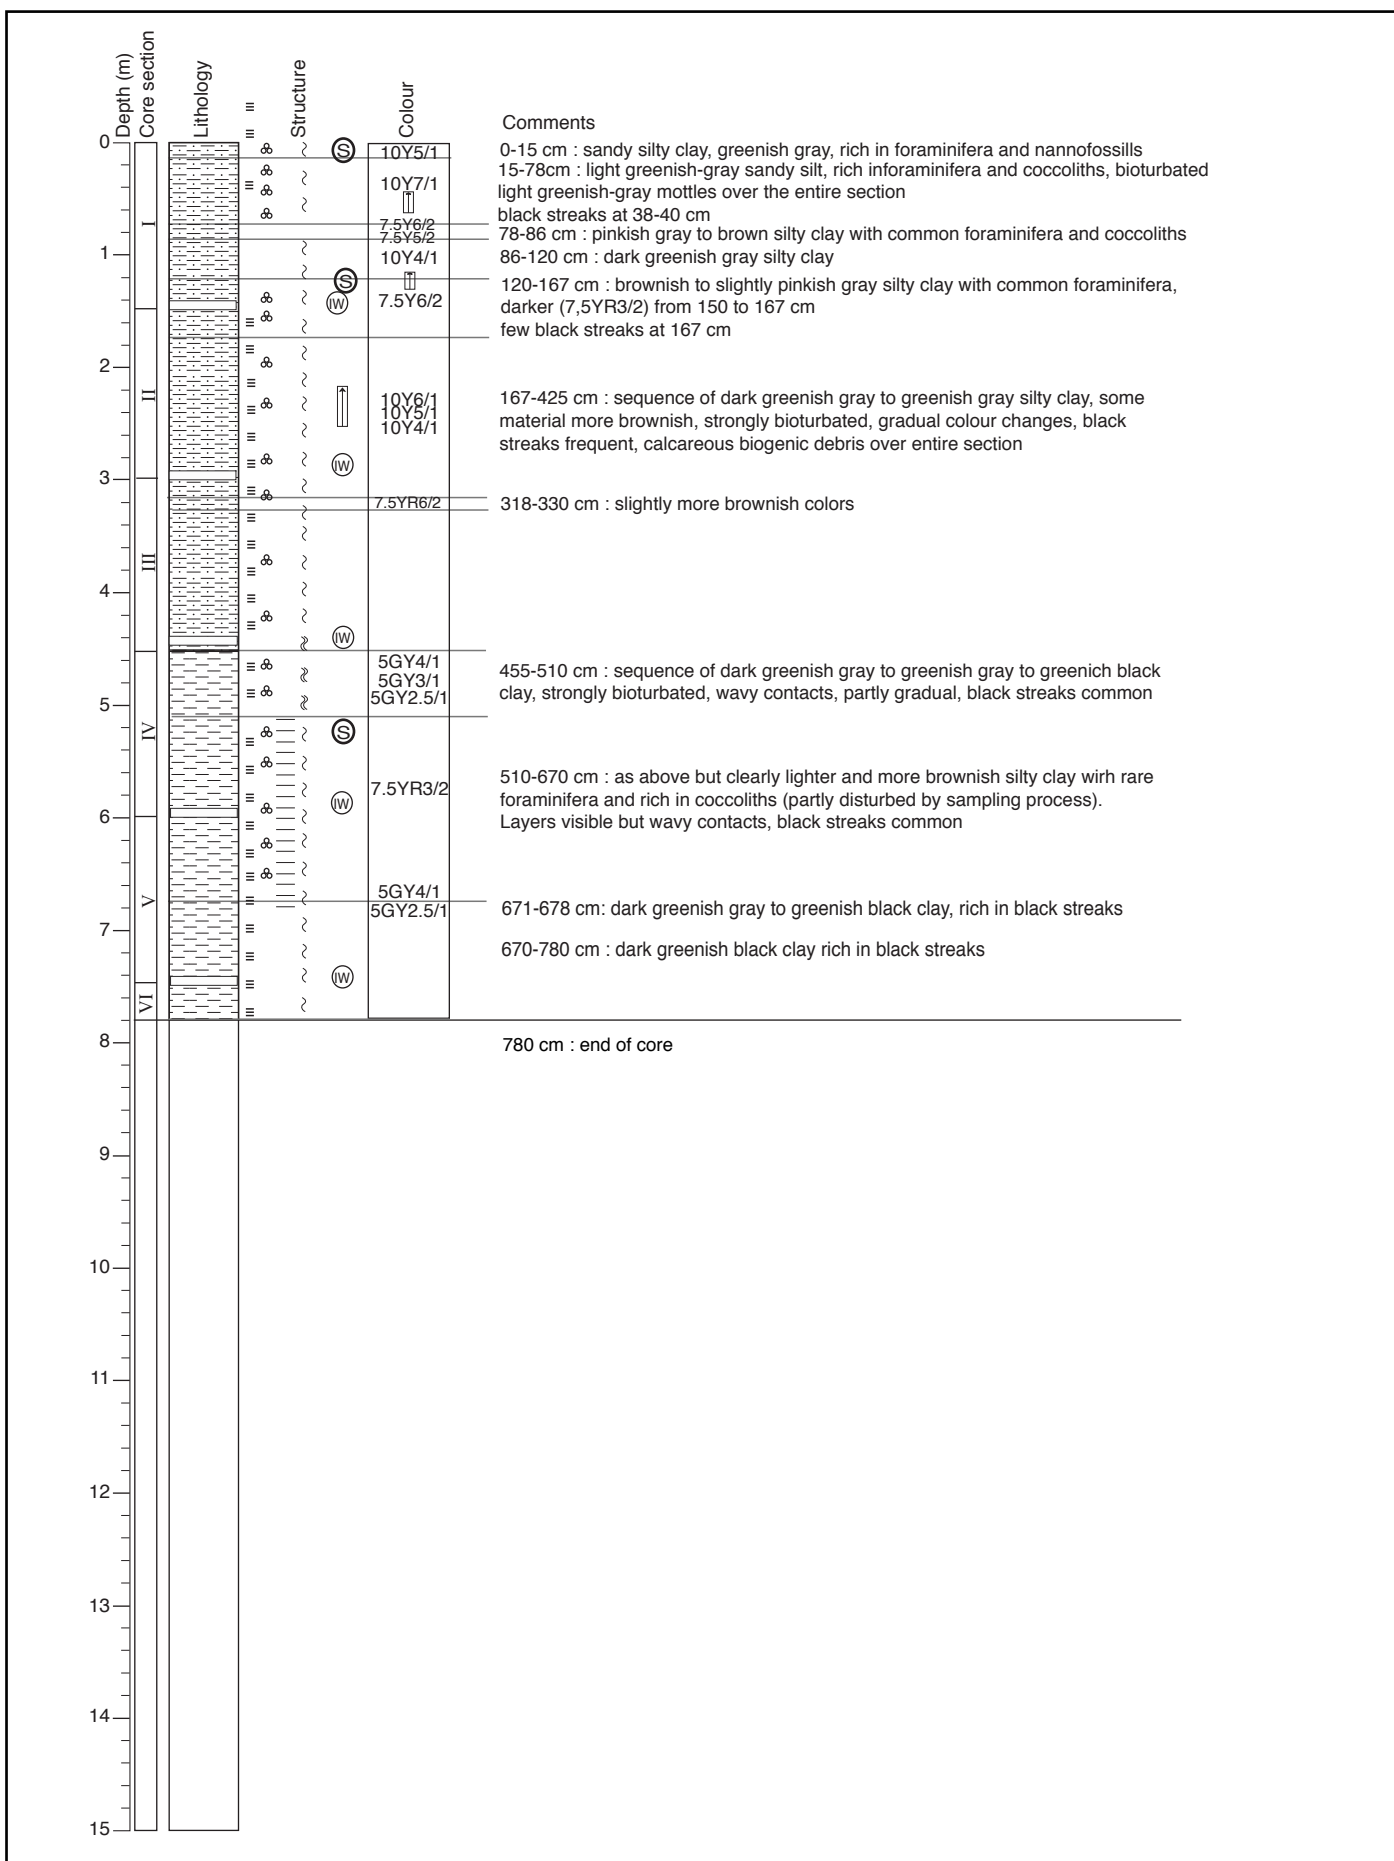 Depth (m)
Core section
Lithology
Structure
Colour
Comments
0
1
2
3
4
5
6
7
8
9
10
11
12
13
14
15
I
II
III
IV
V
VI
S
S
IW
IW
IW
S
IW
IW
10Y5/1
10Y7/1
7.5Y6/2
7.5Y5/2
10Y4/1
7.5Y6/2
10Y6/1
10Y5/1
10Y4/1
7.5YR6/2
5GY4/1
5GY3/1
5GY2.5/1
7.5YR3/2
5GY4/1
5GY2.5/1
0-15 cm : sandy silty clay, greenish gray, rich in foraminifera and nannofossills
15-78cm : light greenish-gray sandy silt, rich inforaminifera and coccoliths, bioturbated
light greenish-gray mottles over the entire section
black streaks at 38-40 cm
78-86 cm : pinkish gray to brown silty clay with common foraminifera and coccoliths
86-120 cm : dark greenish gray silty clay
120-167 cm : brownish to slightly pinkish gray silty clay with common foraminifera,
darker (7,5YR3/2) from 150 to 167 cm
few black streaks at 167 cm
167-425 cm : sequence of dark greenish gray to greenish gray silty clay, some
material more brownish, strongly bioturbated, gradual colour changes, black
streaks frequent, calcareous biogenic debris over entire section
318-330 cm : slightly more brownish colors
455-510 cm : sequence of dark greenish gray to greenish gray to greenich black
clay, strongly bioturbated, wavy contacts, partly gradual, black streaks common
510-670 cm : as above but clearly lighter and more brownish silty clay wirh rare
foraminifera and rich in coccoliths (partly disturbed by sampling process).
Layers visible but wavy contacts, black streaks common
671-678 cm: dark greenish gray to greenish black clay, rich in black streaks
670-780 cm : dark greenish black clay rich in black streaks
780 cm : end of core